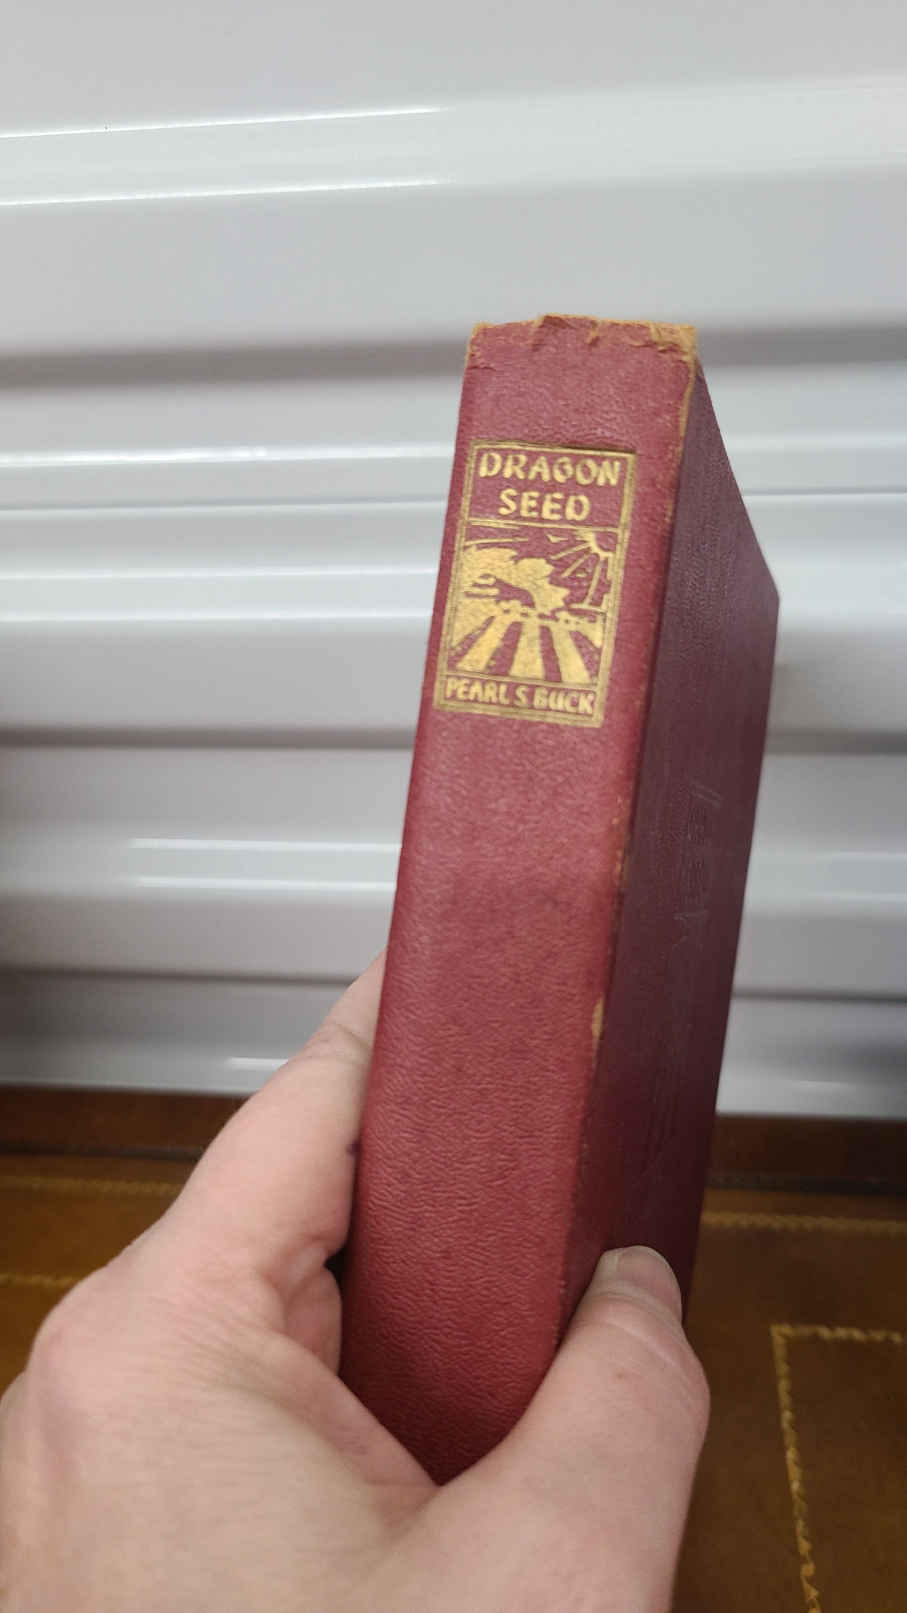 DRAGON
SEED
PEARL S. BUCK